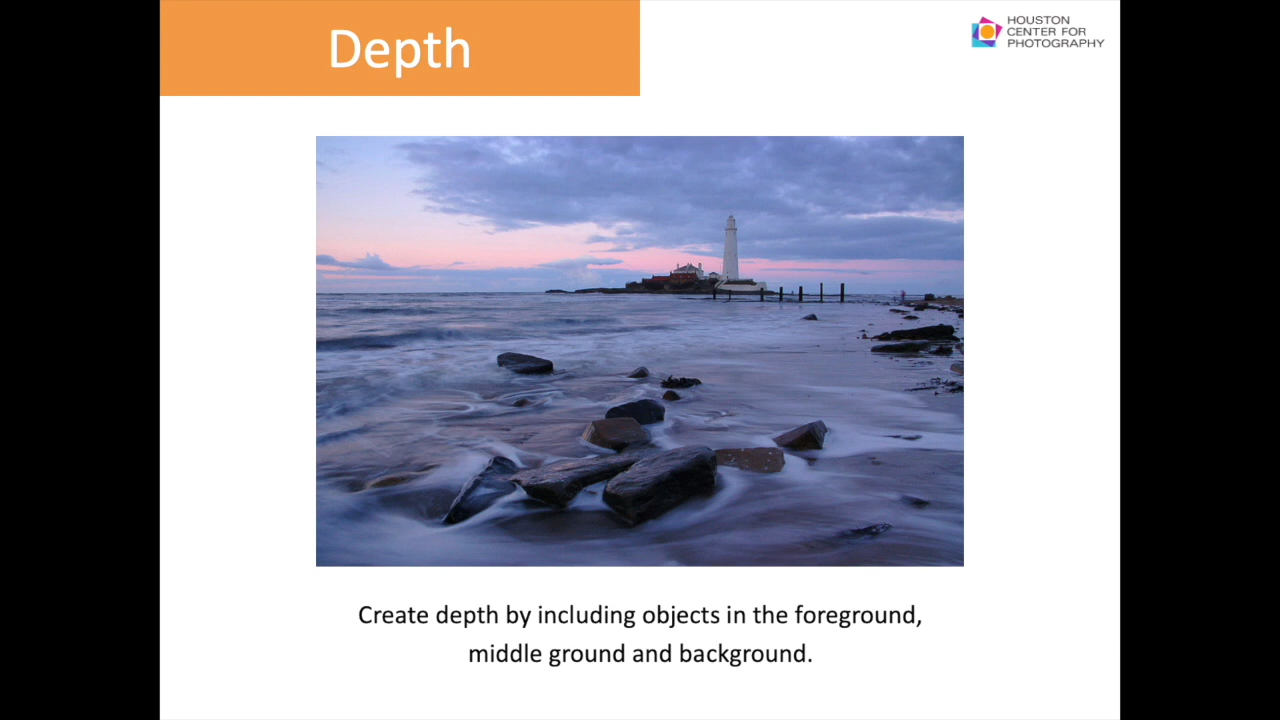 Depth
HOUSTON
CENTER FOR
PHOTOGRAPHY
Create depth by including objects in the foreground,
middle ground and background.